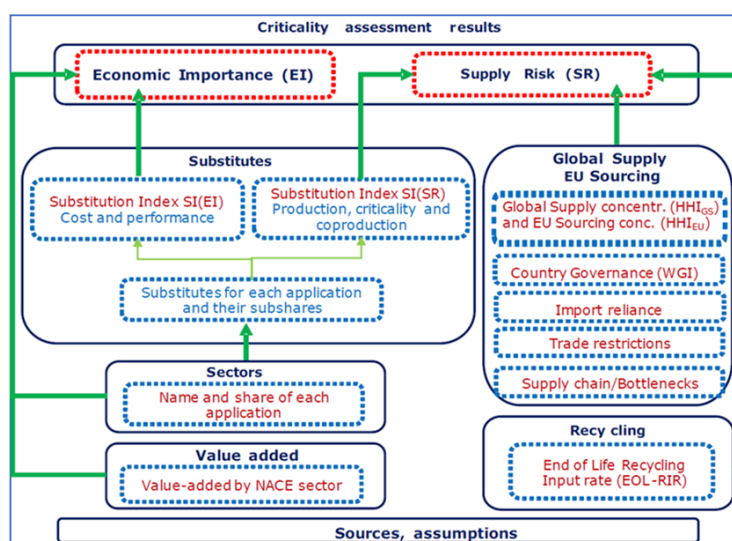 Criticality assessment results
Economic Importance (EI)
Supply Risk (SR)
Substitutes
Substitution Index SI(EI)
Cost and performance
Substitution Index SI(SR)
Production, criticality and
coproduction
Substitutes for each application
and their subshares
Sectors
Name and share of each
application
Value added
Value-added by NACE sector
Global Supply
EU Sourcing
Global Supply concentr. (HHIGS)
and EU Sourcing conc. (HHIEU)
Country Governance (WGI)
Import reliance
Trade restrictions
Supply chain/Bottlenecks
Recycling
End of Life Recycling
Input rate (EOL-RIR)
Sources, assumptions